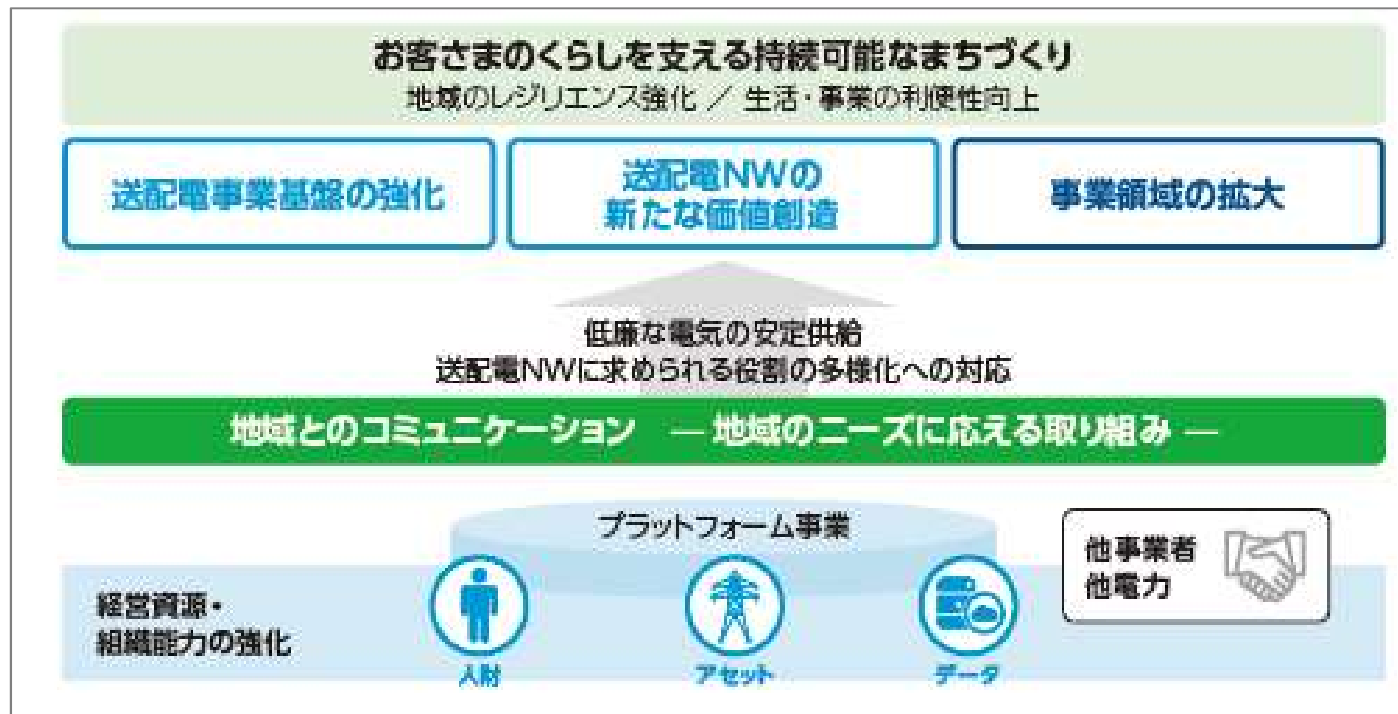 お客さまのくらしを支える持続可能なまちづくり
地域のレジリエンス強化 ／ 生活・事業の利便性向上
送配電事業基盤の強化
送配電NWの
新たな価値創造
事業領域の拡大
低廉な電気の安定供給
送配電NWに求められる役割の多様化への対応
地域とのコミュニケーション ― 地域のニーズに応える取り組み ―
プラットフォーム事業
他事業者
他電力
経営資源・
組織能力の強化
人財
アセット
データ